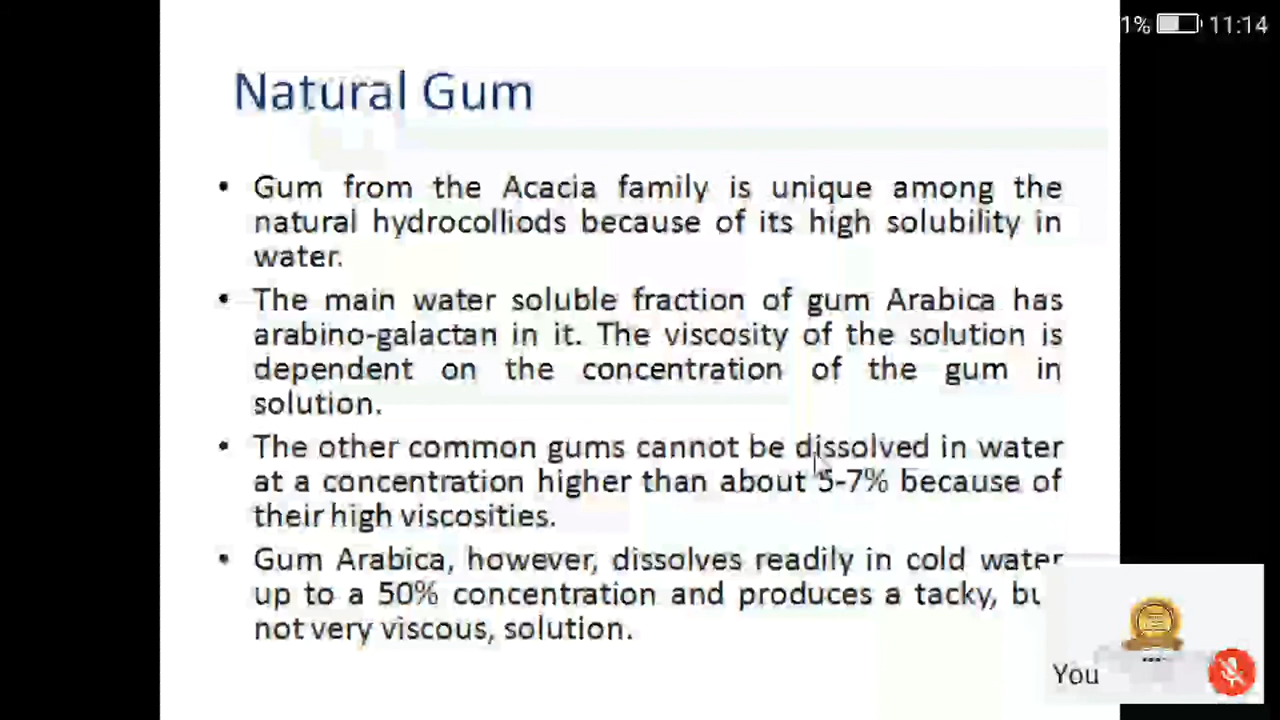 1% 11:14
Natural Gum
• Gum from the Acacia family is unique among the
natural hydrocolliods because of its high solubility in
water.
• The main water soluble fraction of gum Arabica has
arabino-galactan in it. The viscosity of the solution is
dependent on the concentration of the gum in
solution.
• The other common gums cannot be dissolved in water
at a concentration higher than about 5-7% because of
their high viscosities.
• Gum Arabica, however, dissolves readily in cold water
up to a 50% concentration and produces a tacky, bu
not very viscous, solution.
You